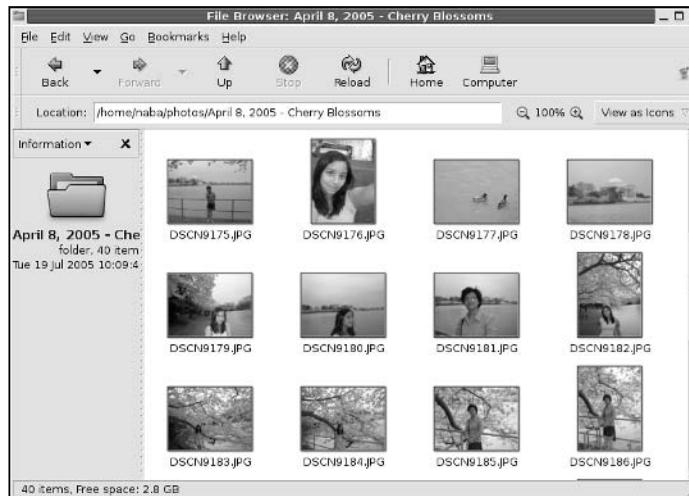 File Browser: April 8, 2005 - Cherry Blossoms
File Edit View Go Bookmarks Help
Back Forward Up Stop Reload Home Computer
Location: /home/naba/photos/April 8, 2005 - Cherry Blossoms 100% View as Icons
Information
April 8, 2005 - Che
folder, 40 item
Tue 19 Jul 2005 10:09:4
DSCN9175.JPG DSCN9176.JPG DSCN9177.JPG DSCN9178.JPG
DSCN9179.JPG DSCN9180.JPG DSCN9181.JPG DSCN9182.JPG
DSCN9183.JPG DSCN9184.JPG DSCN9185.JPG DSCN9186.JPG
40 items, Free space: 2.8 GB